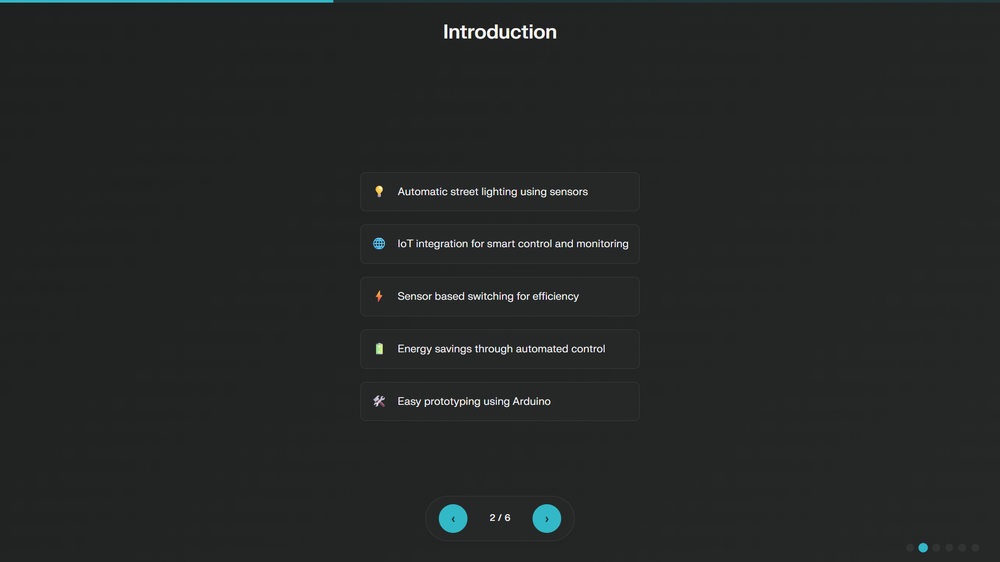 Introduction
💡 Automatic street lighting using sensors
🌐 IoT integration for smart control and monitoring
⚡ Sensor based switching for efficiency
🔋 Energy savings through automated control
🛠 Easy prototyping using Arduino
‹ 2 / 6 ›